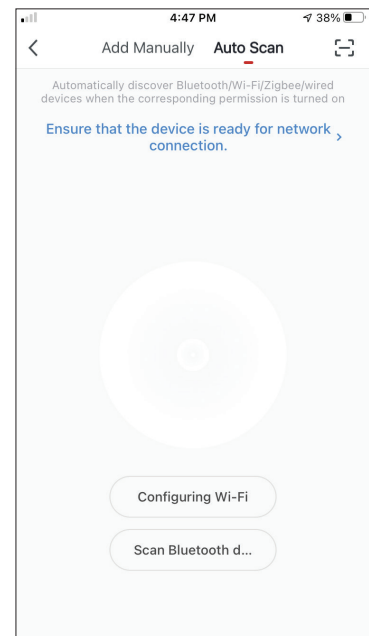 4:47 PM 38%
Add Manually Auto Scan
Automatically discover Bluetooth/Wi-Fi/Zigbee/wired
devices when the corresponding permission is turned on
Ensure that the device is ready for network
connection.
Configuring Wi-Fi
Scan Bluetooth d...